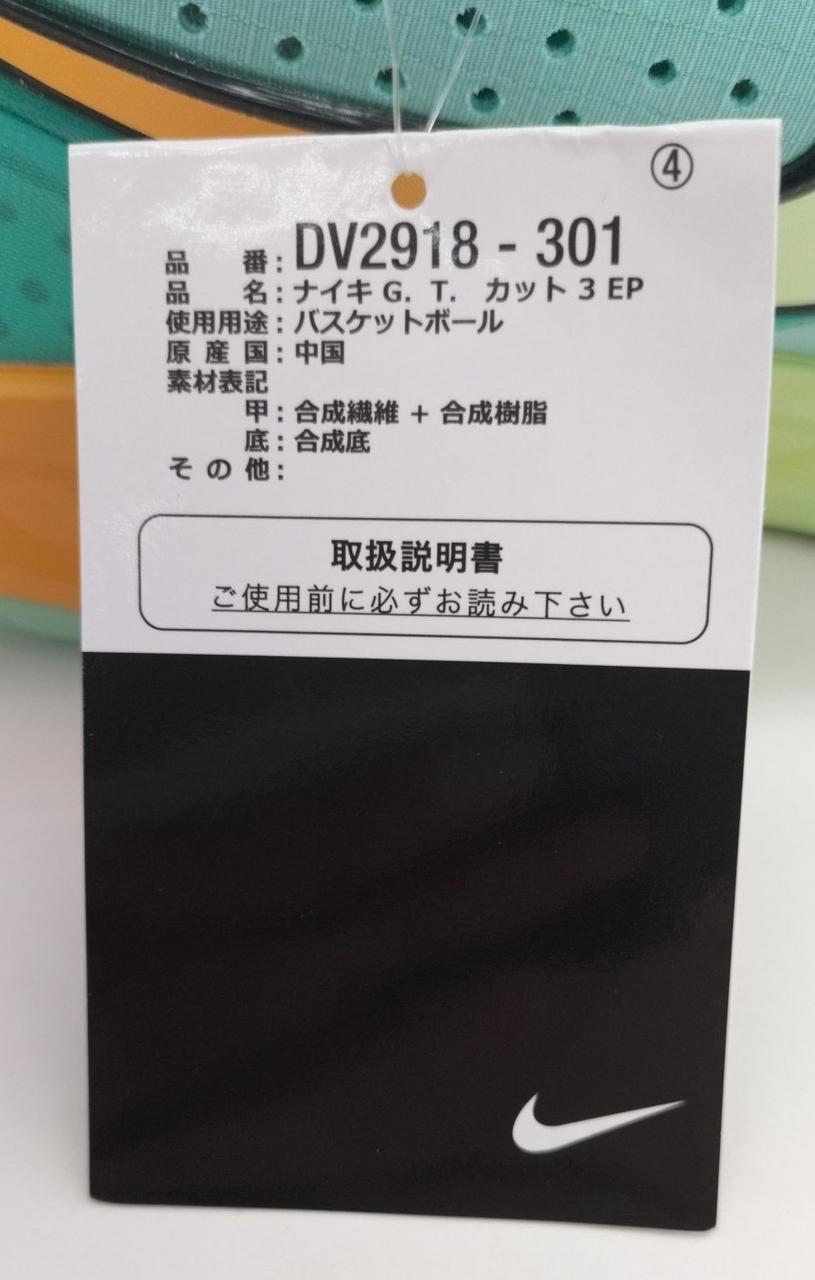 ④
品 番: DV2918 - 301
品 名: ナイキ G. T. カット 3 EP
使用用途: バスケットボール
原 産 国: 中国
素材表記
甲: 合成繊維 + 合成樹脂
底: 合成底
そ の 他:
取扱説明書
ご使用前に必ずお読み下さい